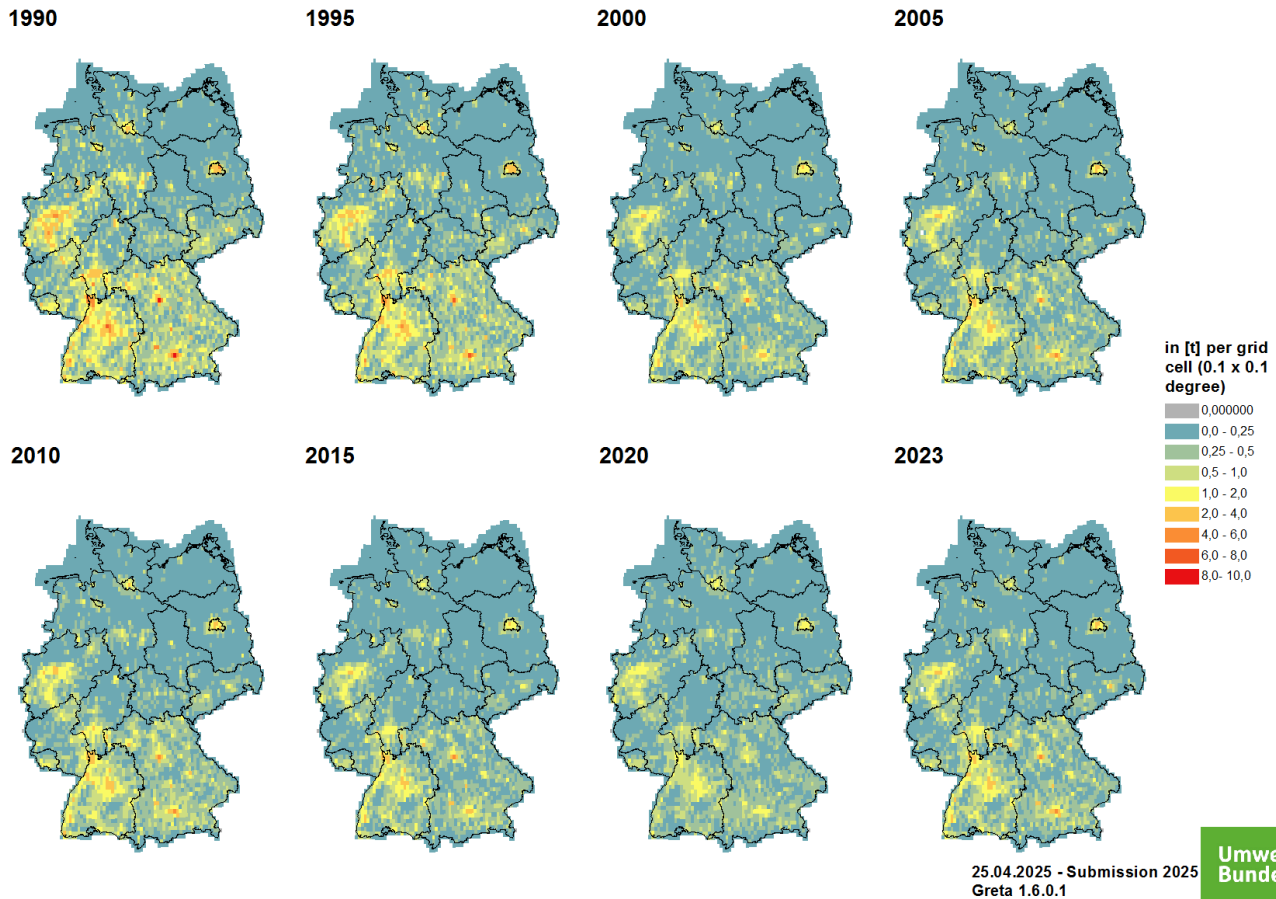 1990
1995
2000
2005
in [t] per grid
cell (0.1 x 0.1
degree)
0,000000
0,0 - 0,25
0,25 - 0,5
0,5 - 1,0
1,0 - 2,0
2,0 - 4,0
4,0 - 6,0
6,0 - 8,0
8,0- 10,0
2010
2015
2020
2023
25.04.2025 - Submission 2025
Greta 1.6.0.1
Umwe
Bunde